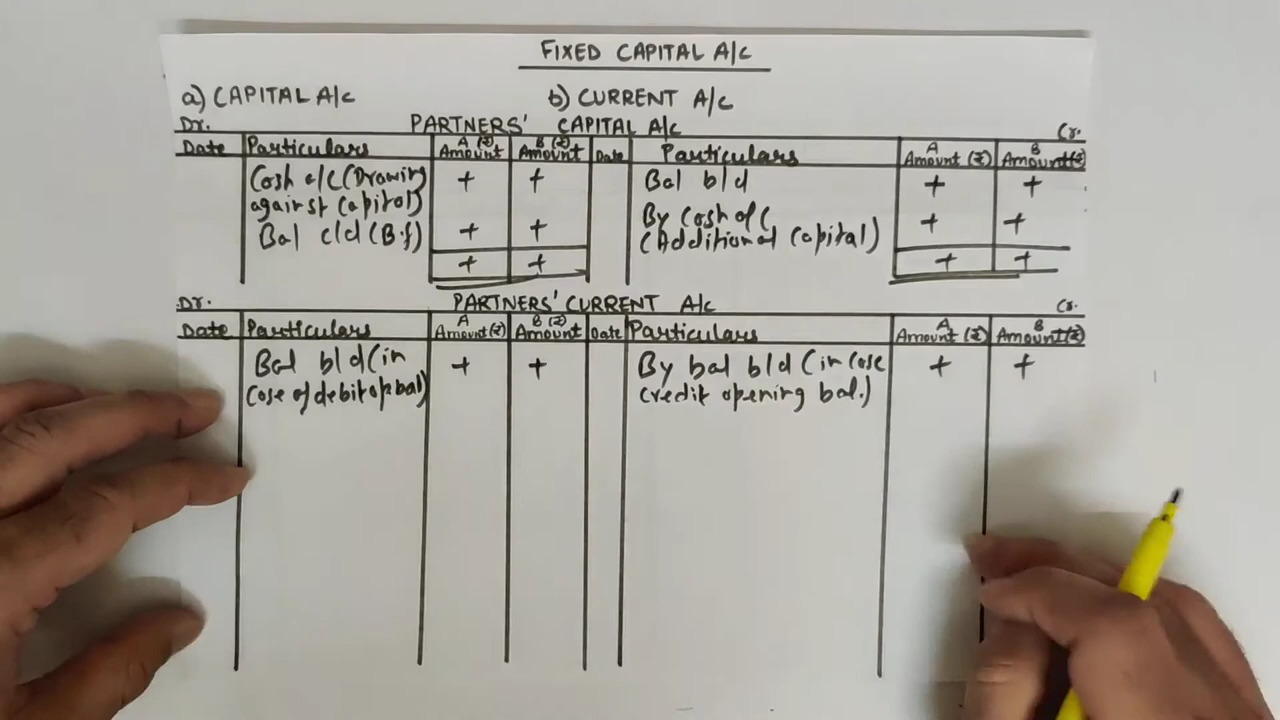 FIXED CAPITAL A/C
a) CAPITAL A/C b) CURRENT A/C
Dr. PARTNERS' CAPITAL A/C Cr.
Date Particulars A (₹) Amount B (₹) Amount Date Particulars A Amount (₹) B Amount (₹)
Cash a/c (Drawing + + Bal b/d + +
against Capital) By Cash a/c + +
Bal c/d (B.f) + + (Additional Capital)
+ + + +
Dr. PARTNERS' CURRENT A/C Cr.
Date Particulars A Amount (₹) B (₹) Amount Date Particulars A Amount (₹) B Amount (₹)
Bal b/d (in + + By bal b/d (in case + +
case of debit op bal) credit opening bal.)